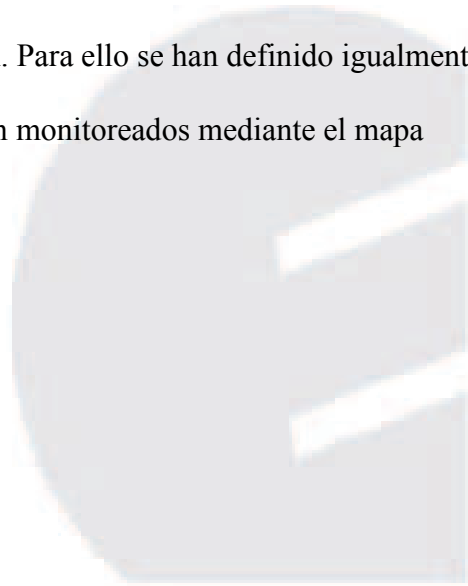 . Para ello se han definido igualment
n monitoreados mediante el mapa